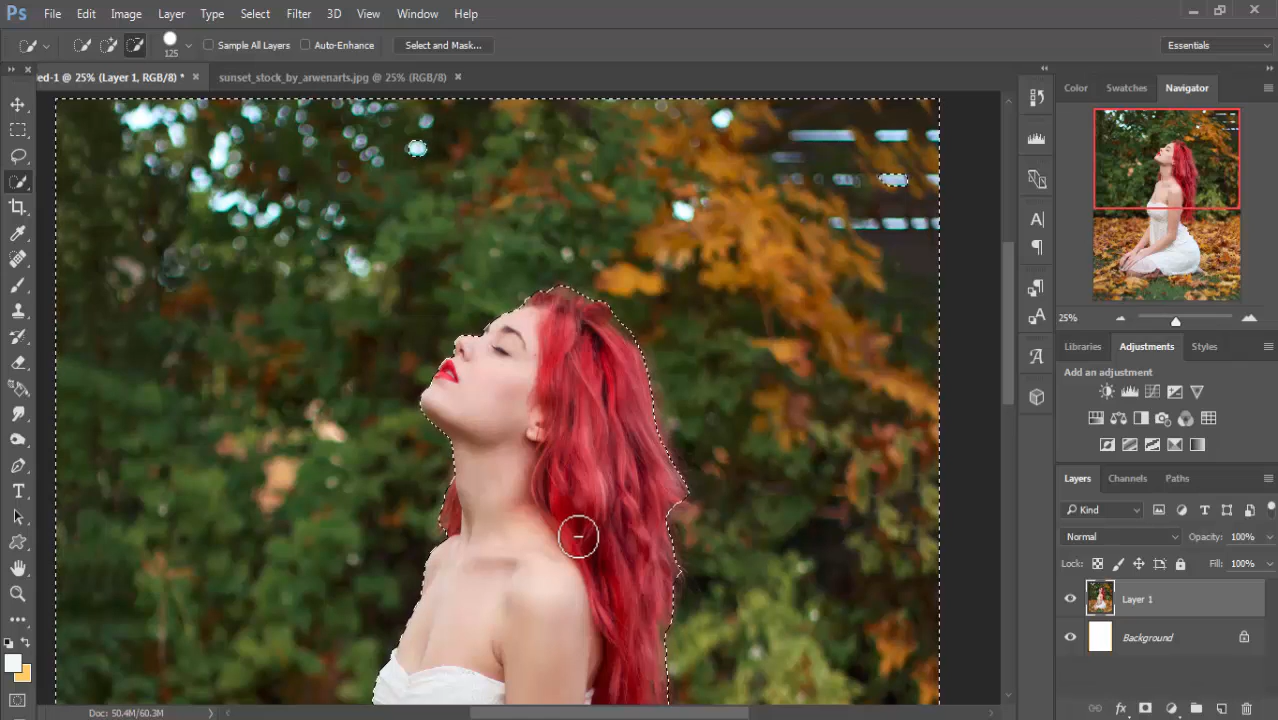 Ps File Edit Image Layer Type Select Filter 3D View Window Help
125 Sample All Layers Auto-Enhance Select and Mask... Essentials
ed-1 @ 25% (Layer 1, RGB/8) * × sunset_stock_by_arwenarts.jpg @ 25% (RGB/8) ×
Color Swatches Navigator
25%
Libraries Adjustments Styles
Add an adjustment
Layers Channels Paths
Kind
Normal Opacity: 100%
Lock: Fill: 100%
Layer 1
Background
Doc: 50.4M/60.3M